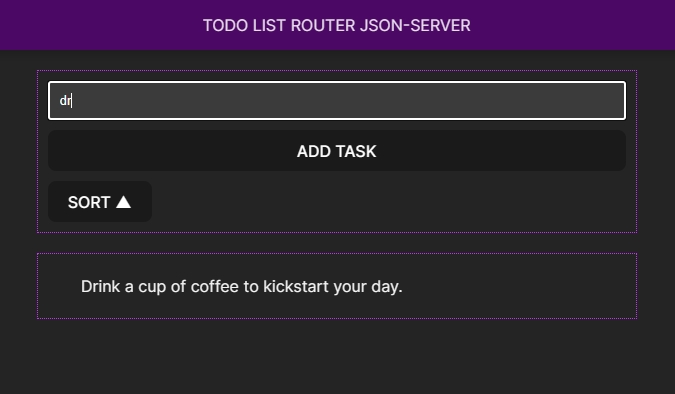 TODO LIST ROUTER JSON-SERVER
dr
ADD TASK
SORT ▲
Drink a cup of coffee to kickstart your day.